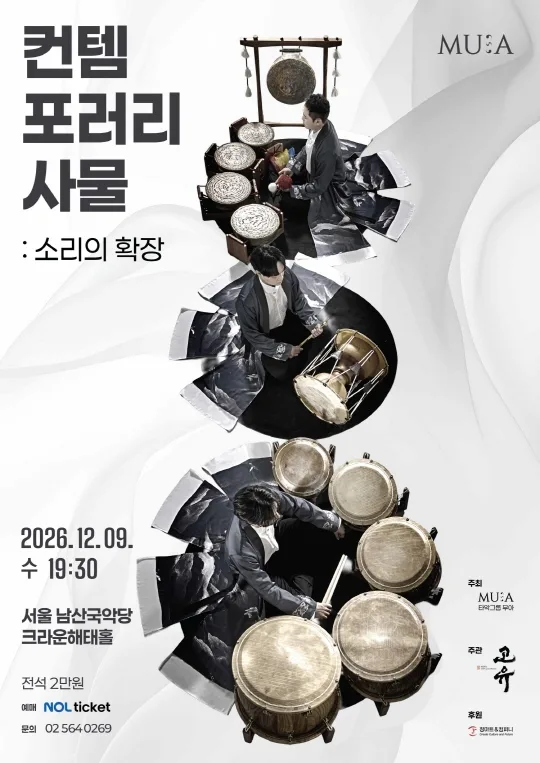 컨템
포러리
사물
: 소리의 확장
MU:A
2026.12.09.
수 19:30
서울 남산국악당
크라운해태홀
전석 2만원
예매 NOL ticket
문의 02 564 0269
주최
MU:A
타악그룹 무아
주관
고유
후원